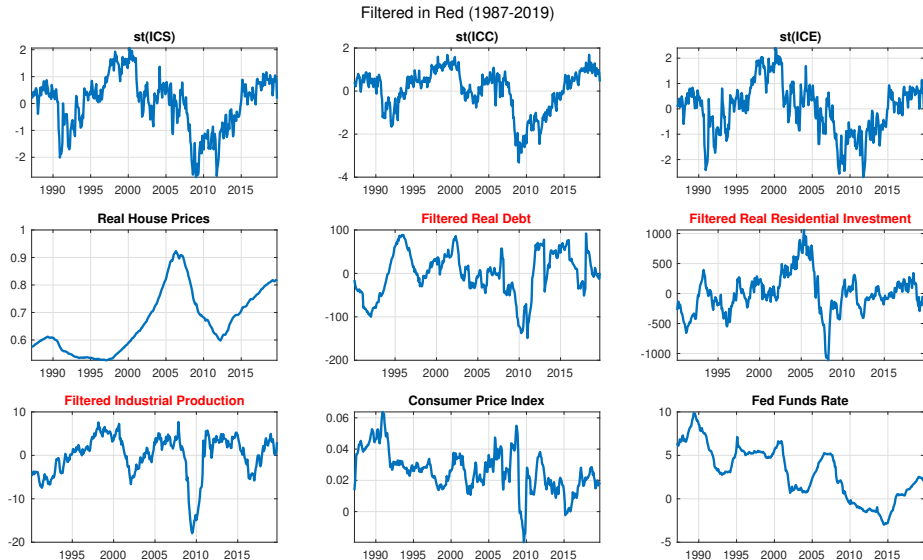 Filtered in Red (1987-2019)
st(ICS)
2
1
0
-1
-2
1990 1995 2000 2005 2010 2015
st(ICC)
2
0
-2
-4
1990 1995 2000 2005 2010 2015
st(ICE)
2
1
0
-1
-2
1990 1995 2000 2005 2010 2015
Real House Prices
1
0.9
0.8
0.7
0.6
1990 1995 2000 2005 2010 2015
Filtered Real Debt
100
0
-100
-200
1995 2000 2005 2010 2015
Filtered Real Residential Investment
1000
500
0
-500
-1000
1995 2000 2005 2010 2015
Filtered Industrial Production
10
0
-10
-20
1995 2000 2005 2010 2015
Consumer Price Index
0.06
0.04
0.02
0
1990 1995 2000 2005 2010 2015
Fed Funds Rate
10
5
0
-5
1990 1995 2000 2005 2010 2015